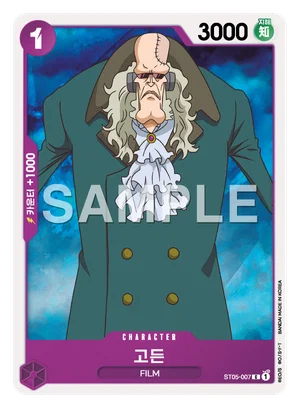 1
3000
지혜
知
⚡카운터 +1000
SAMPLE
BANDAI MADE IN KOREA
CHARACTER
고든
FILM
ST05-007 C
1